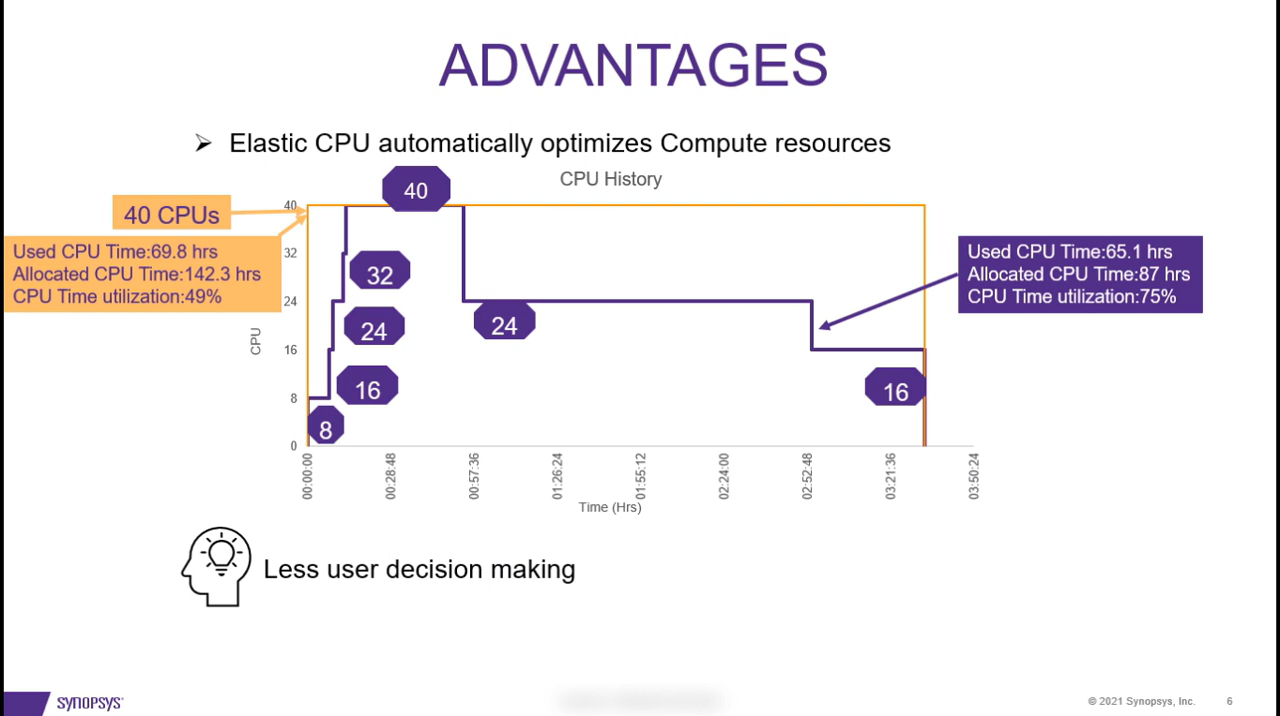 ADVANTAGES
➢ Elastic CPU automatically optimizes Compute resources
CPU History
40 CPUs
Used CPU Time:69.8 hrs
Allocated CPU Time:142.3 hrs
CPU Time utilization:49%
Used CPU Time:65.1 hrs
Allocated CPU Time:87 hrs
CPU Time utilization:75%
40
32
24
16
8
24
16
CPU
40
32
24
16
8
0
00:00:00
00:28:48
00:57:36
01:26:24
01:55:12
02:24:00
02:52:48
03:21:36
03:50:24
Time (Hrs)
Less user decision making
SYNOPSYS®
© 2021 Synopsys, Inc.
6